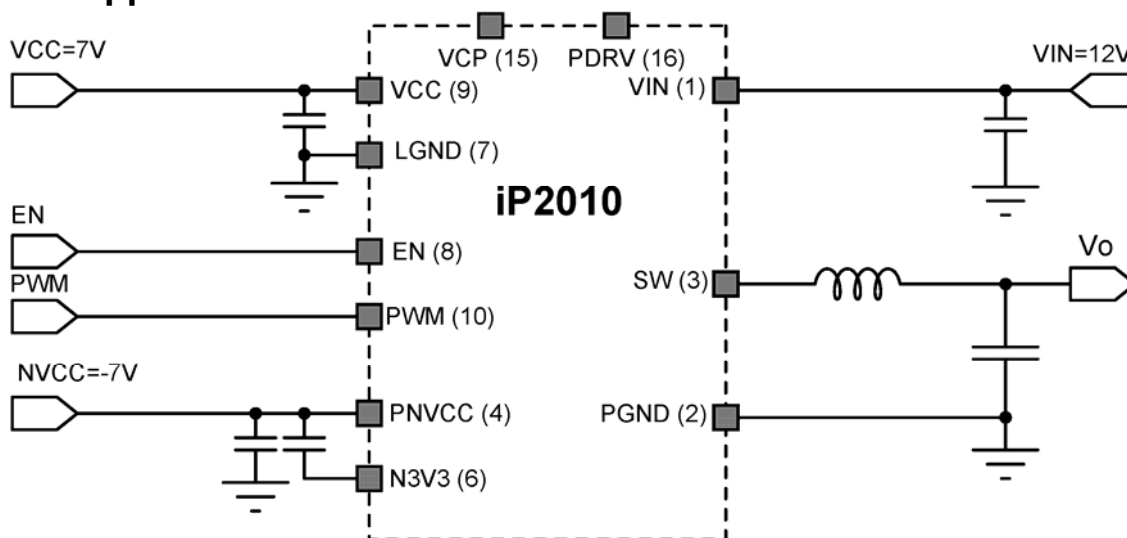 VCC=7V
VCP (15)
PDRV (16)
VIN=12V
VCC (9)
VIN (1)
LGND (7)
iP2010
EN
EN (8)
Vo
SW (3)
PWM
PWM (10)
NVCC=-7V
PNVCC (4)
PGND (2)
N3V3 (6)